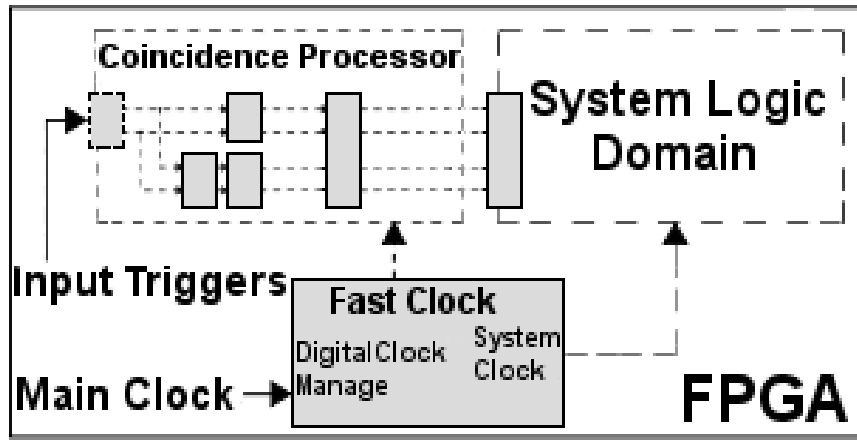 Coincidence Processor
System Logic
Domain
Input Triggers
Fast Clock
Digital Clock
Manage
System
Clock
Main Clock
FPGA